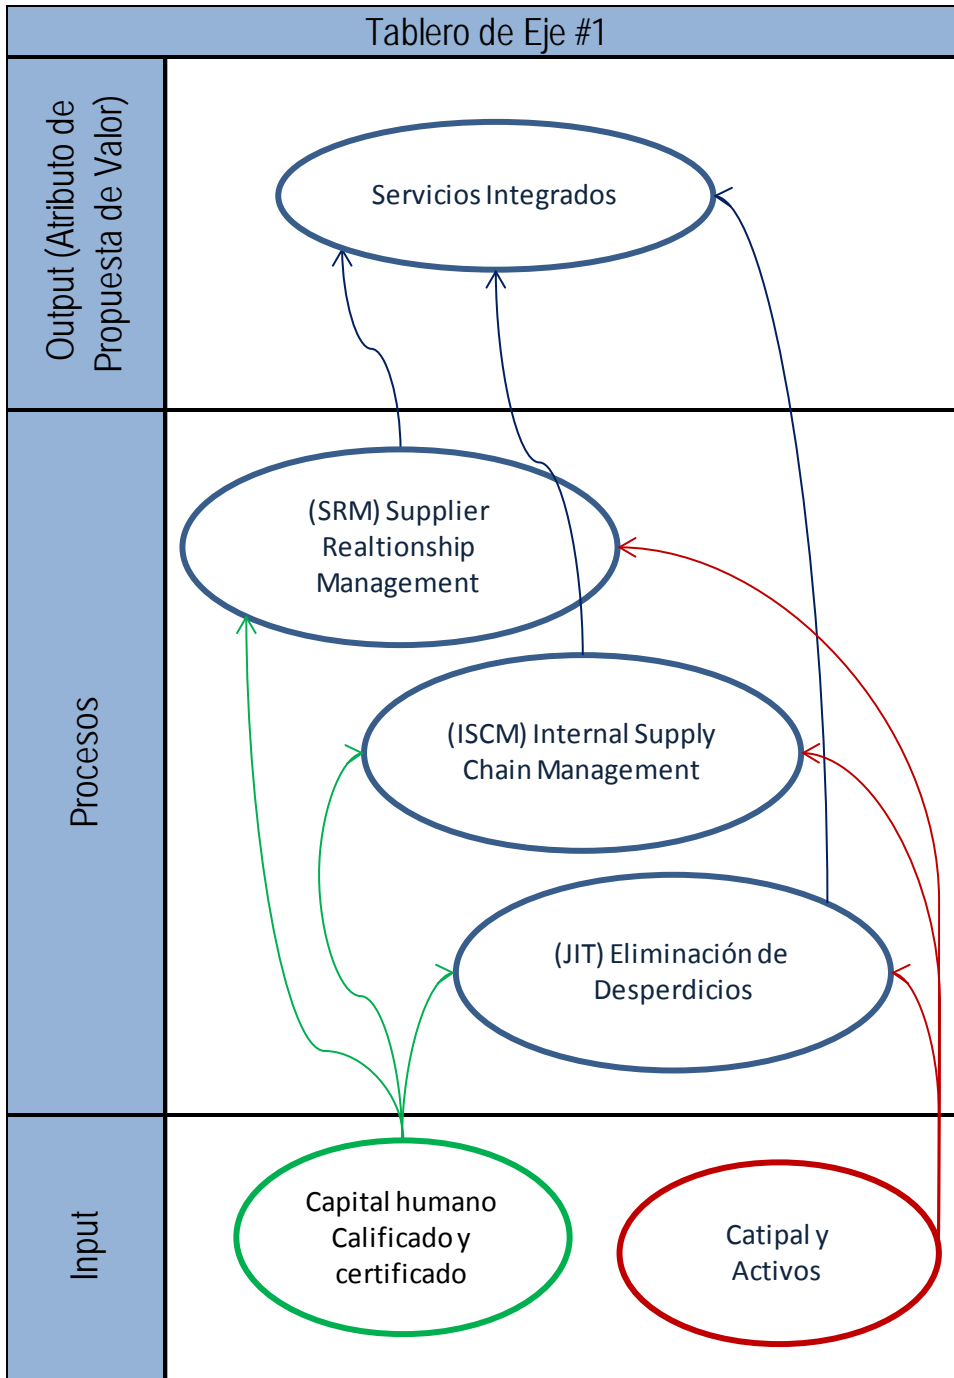 Tablero de Eje #1
Output (Atributo de
Propuesta de Valor)
Servicios Integrados
Procesos
(SRM) Supplier
Realtionship
Management
(ISCM) Internal Supply
Chain Management
(JIT) Eliminación de
Desperdicios
Input
Capital humano
Calificado y
certificado
Catipal y
Activos